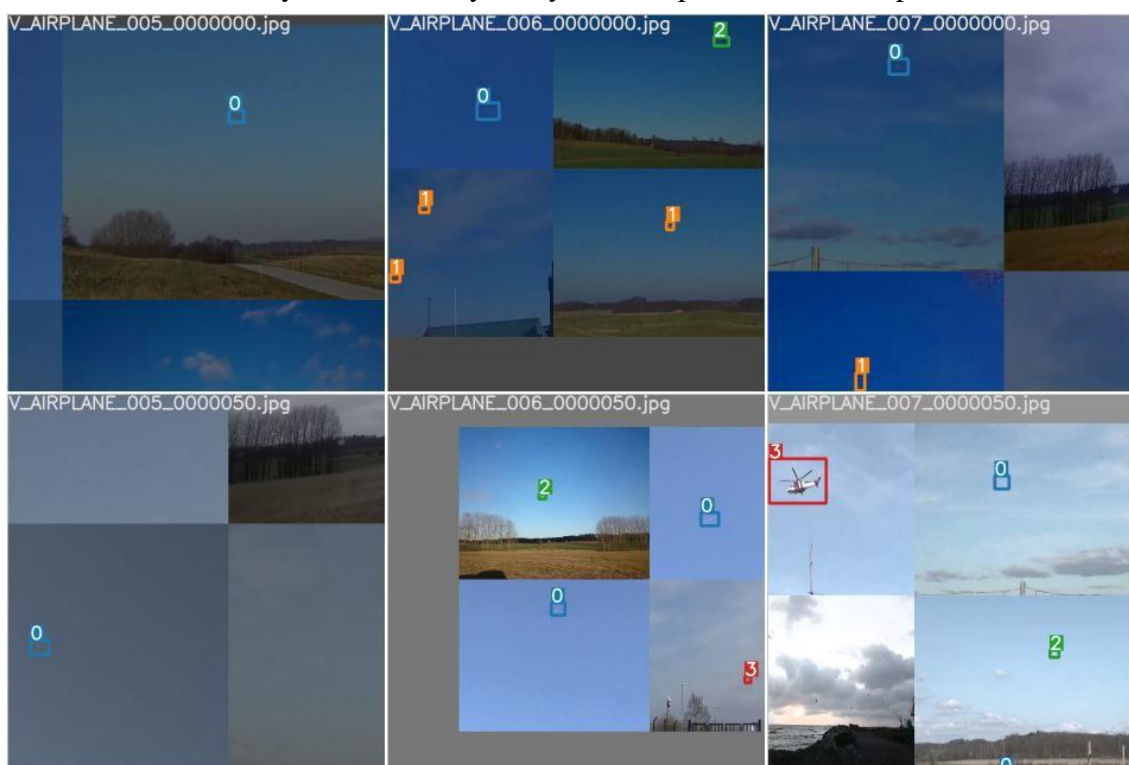 V_AIRPLANE_005_0000000.jpg
V_AIRPLANE_006_0000000.jpg
V_AIRPLANE_007_0000000.jpg
0
0
2
1
1
1
0
1
V_AIRPLANE_005_0000050.jpg
V_AIRPLANE_006_0000050.jpg
V_AIRPLANE_007_0000050.jpg
0
2
0
0
3
3
0
2
0